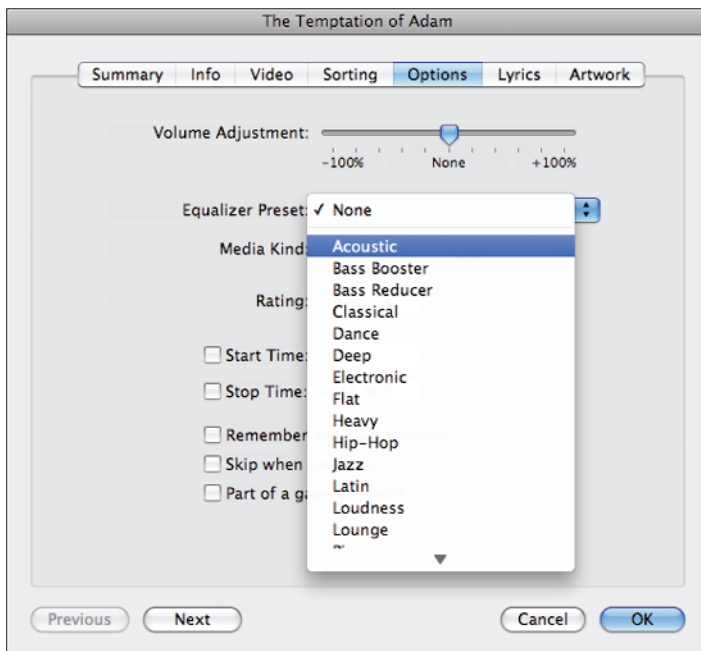 The Temptation of Adam
Summary Info Video Sorting Options Lyrics Artwork
Volume Adjustment:
-100% None +100%
Equalizer Preset: ✓ None
Media Kind:
Acoustic
Bass Booster
Bass Reducer
Rating:
Classical
Dance
Start Time:
Deep
Electronic
Stop Time:
Flat
Heavy
Remember
Hip-Hop
Skip when
Jazz
Latin
Part of a
Loudness
Lounge
Previous Next Cancel OK